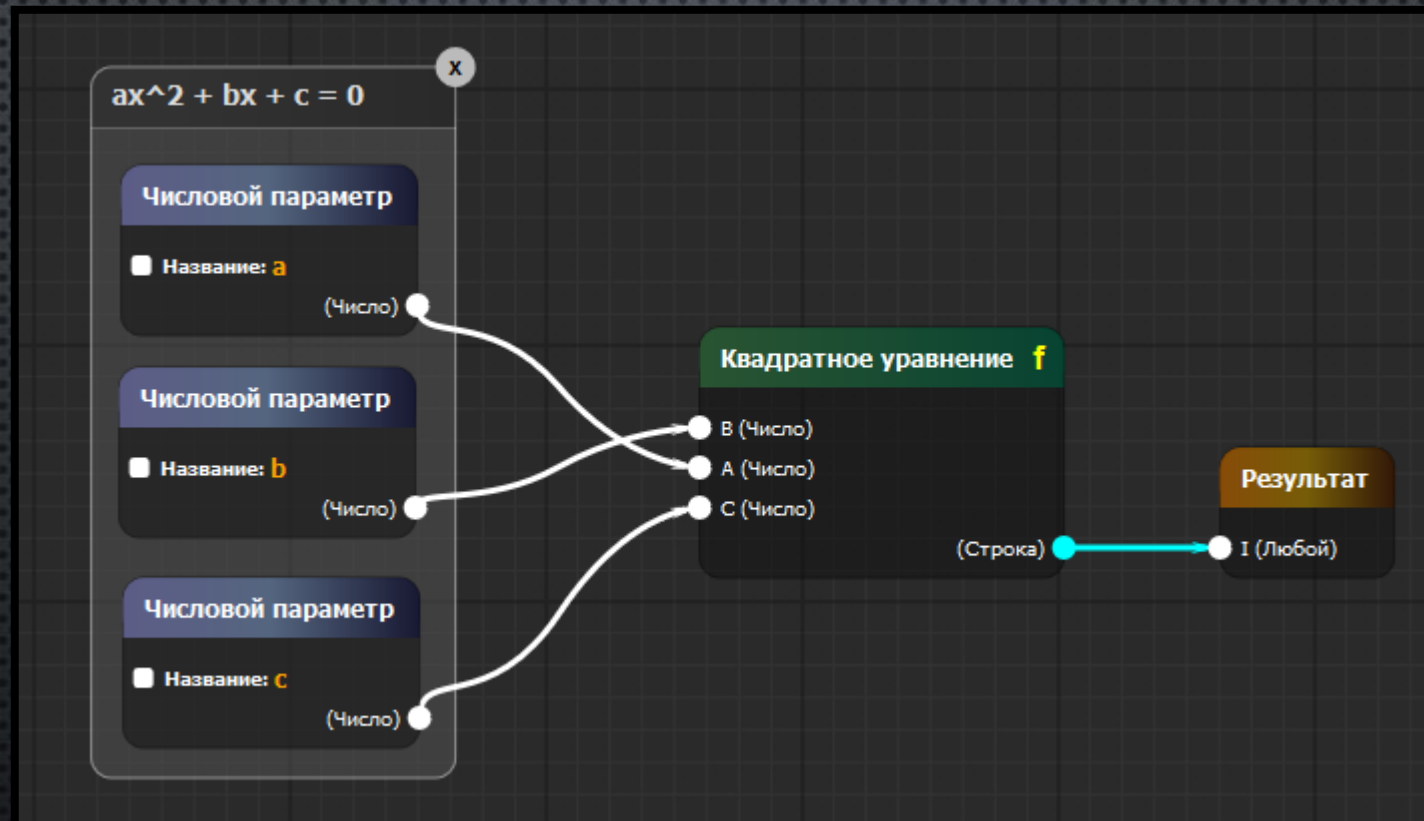 x
ax^2 + bx + c = 0
Числовой параметр
Название: a
(Число)
Числовой параметр
Название: b
(Число)
Числовой параметр
Название: c
(Число)
Квадратное уравнение f
B (Число)
A (Число)
C (Число)
(Строка)
Результат
I (Любой)